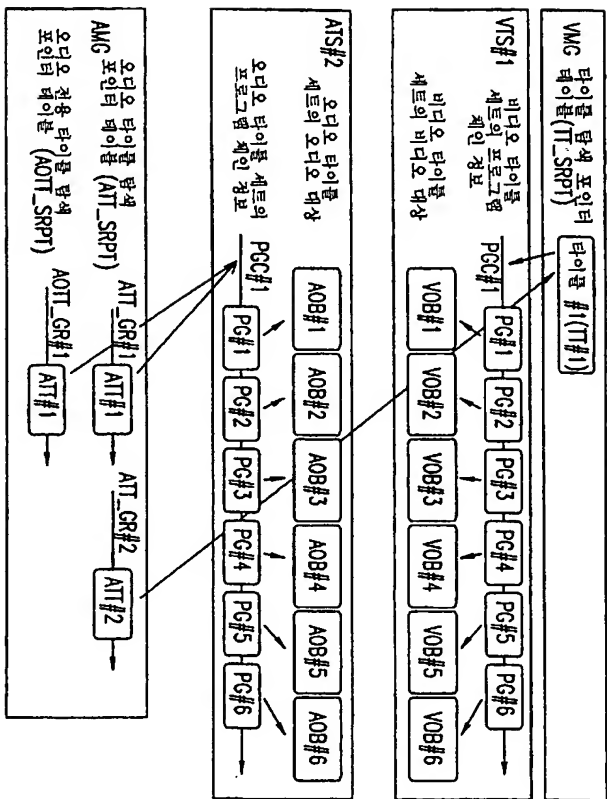 VMG
타이틀 탐색 포인터
테이블(TT_SRPT)
타이틀 #1(TT#1)
VTS#1
비디오 타이틀
세트의 프로그램
체인 정보
PGC#1
PG#1
PG#2
PG#3
PG#4
PG#5
PG#6
비디오 타이틀
세트의 비디오 대상
VOB#1
VOB#2
VOB#3
VOB#4
VOB#5
VOB#6
ATS#2
오디오 타이틀
세트의 오디오 대상
AOB#1
AOB#2
AOB#3
AOB#4
AOB#5
AOB#6
오디오 타이틀 세트의
프로그램 체인 정보
PGC#1
PG#1
PG#2
PG#3
PG#4
PG#5
PG#6
AMG
오디오 타이틀 탐색
포인터 테이블 (ATT_SRPT)
ATT_GR#1
ATT#1
ATT_GR#2
ATT#2
오디오 전용 타이틀 탐색
포인터 테이블 (AOTT_SRPT)
AOTT_GR#1
ATT#1